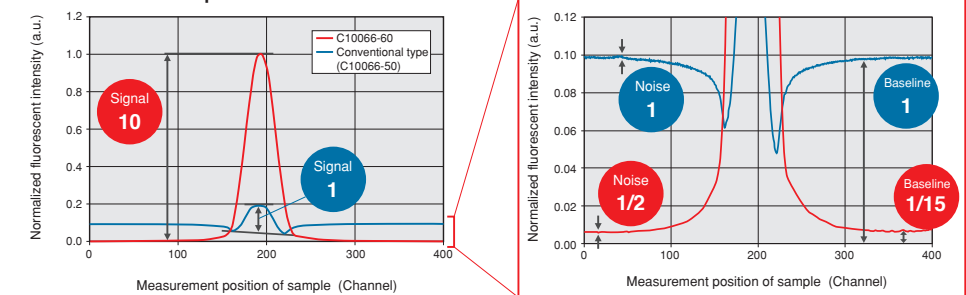 Normalized fluorescent intensity (a.u.)
1.2
1.0
0.8
0.6
0.4
0.2
0.0
0
100
200
300
400
Measurement position of sample (Channel)
C10066-60
Conventional type
(C10066-50)
Signal
10
Signal
1
Normalized fluorescent intensity (a.u.)
0.12
0.10
0.08
0.06
0.04
0.02
0.00
0
100
200
300
400
Measurement position of sample (Channel)
Noise
1
Baseline
1
Noise
1/2
Baseline
1/15